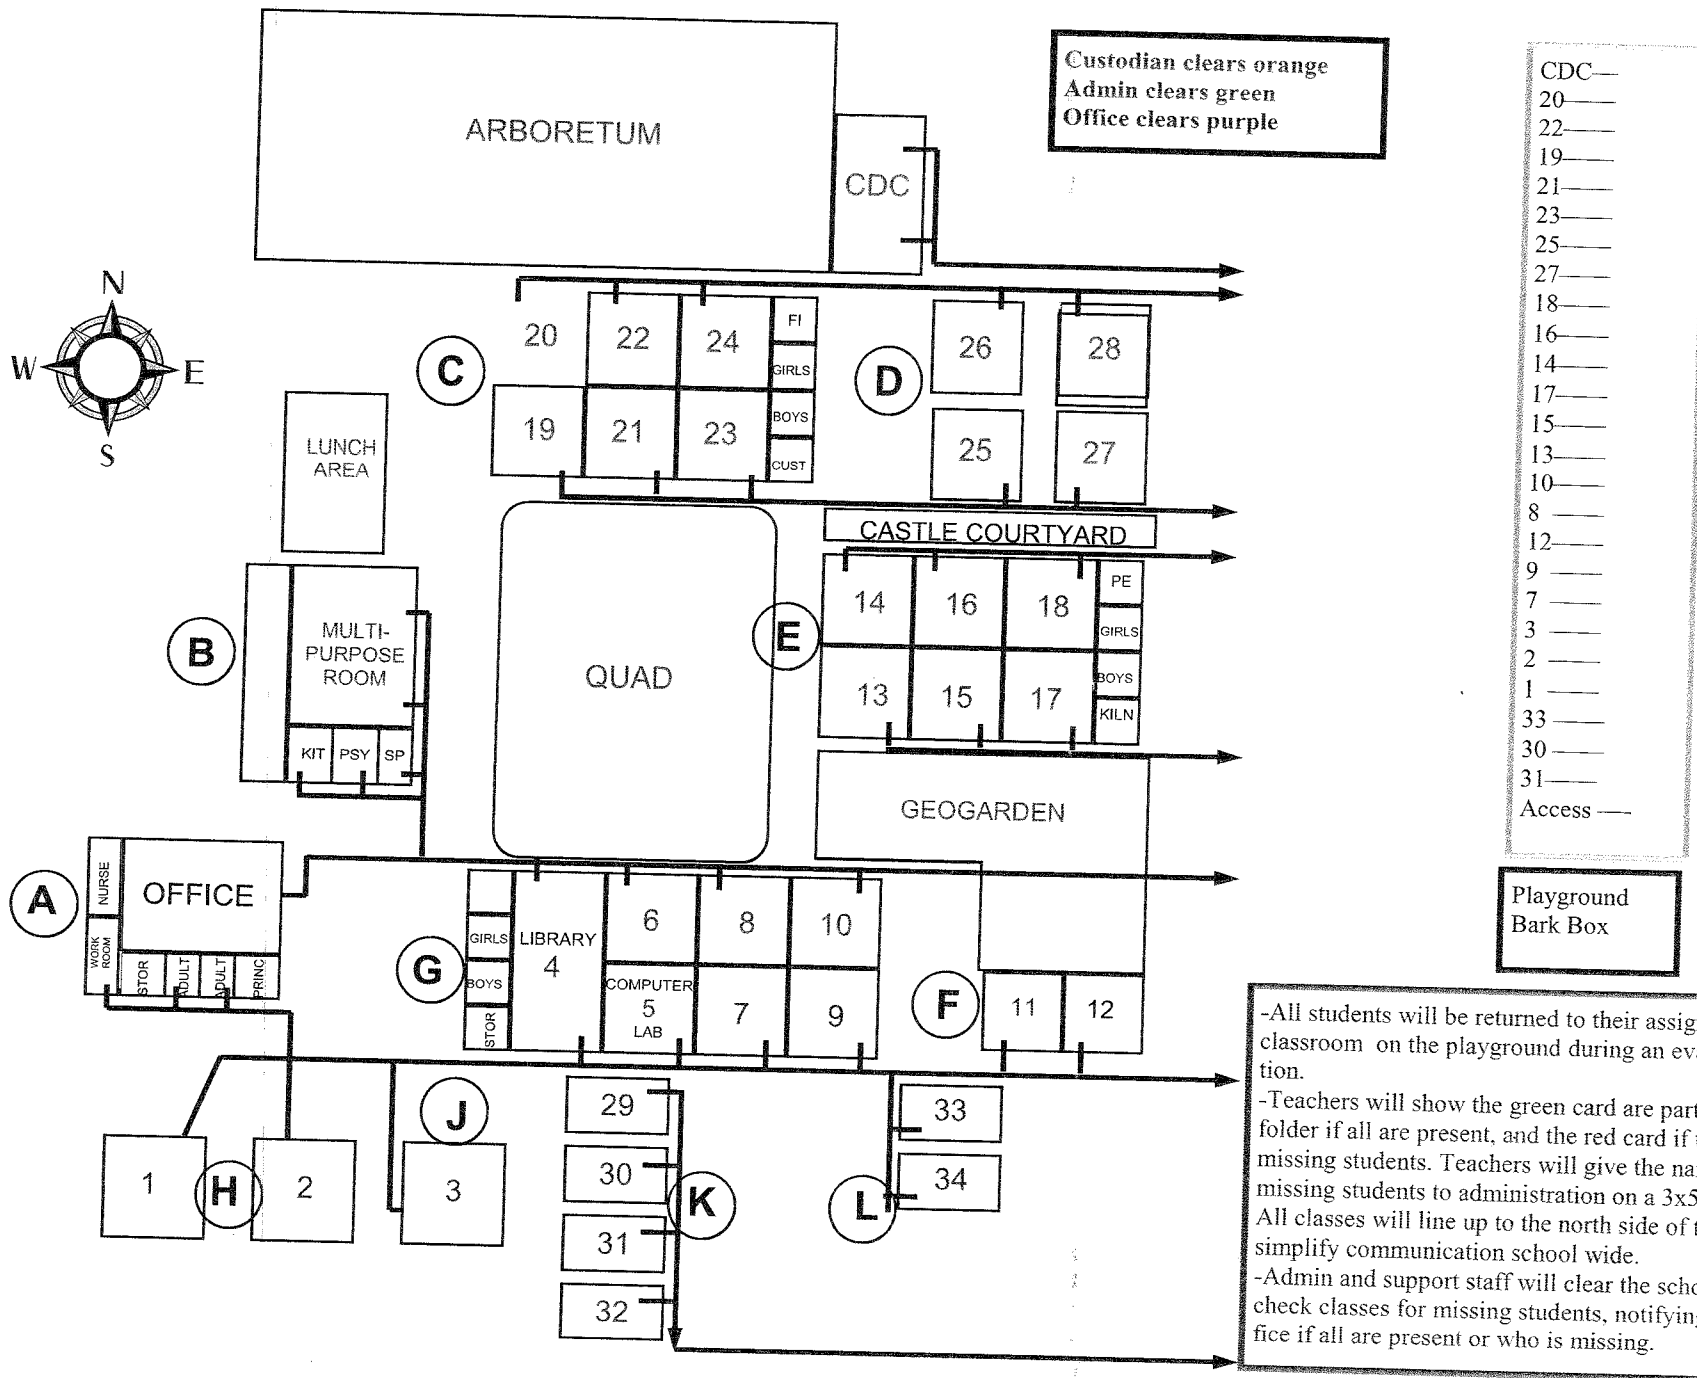 ARBORETUM
CDC
Custodian clears orange
Admin clears green
Office clears purple
CDC—
20—
22—
19—
21—
23—
25—
27—
18—
16—
14—
17—
15—
13—
10—
8 —
12—
9 —
7 —
3 —
2 —
1 —
33 —
30 —
31—
Access —
Playground
Bark Box
N
W
E
S
C
20
22
24
FI
GIRLS
19
21
23
BOYS
CUST
D
26
28
25
27
LUNCH
AREA
CASTLE COURTYARD
B
MULTI-
PURPOSE
ROOM
KIT
PSY
SP
QUAD
E
14
16
18
PE
GIRLS
13
15
17
BOYS
KILN
GEOGARDEN
A
NURSE
OFFICE
WORK
ROOM
STOR
ADULT
ADULT
PRINC
G
GIRLS
BOYS
STOR
LIBRARY
4
6
8
10
COMPUTER
5
LAB
7
9
F
11
12
J
29
33
1
H
2
3
30
K
L
34
31
32
-All students will be returned to their assig
classroom on the playground during an ev
tion.
-Teachers will show the green card are part
folder if all are present, and the red card if
missing students. Teachers will give the na
missing students to administration on a 3x5
All classes will line up to the north side of
simplify communication school wide.
-Admin and support staff will clear the scho
check classes for missing students, notifyin
fice if all are present or who is missing.